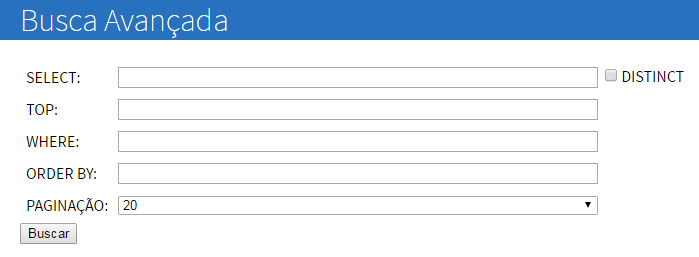 Busca Avançada
SELECT: DISTINCT
TOP:
WHERE:
ORDER BY:
PAGINAÇÃO: 20
Buscar